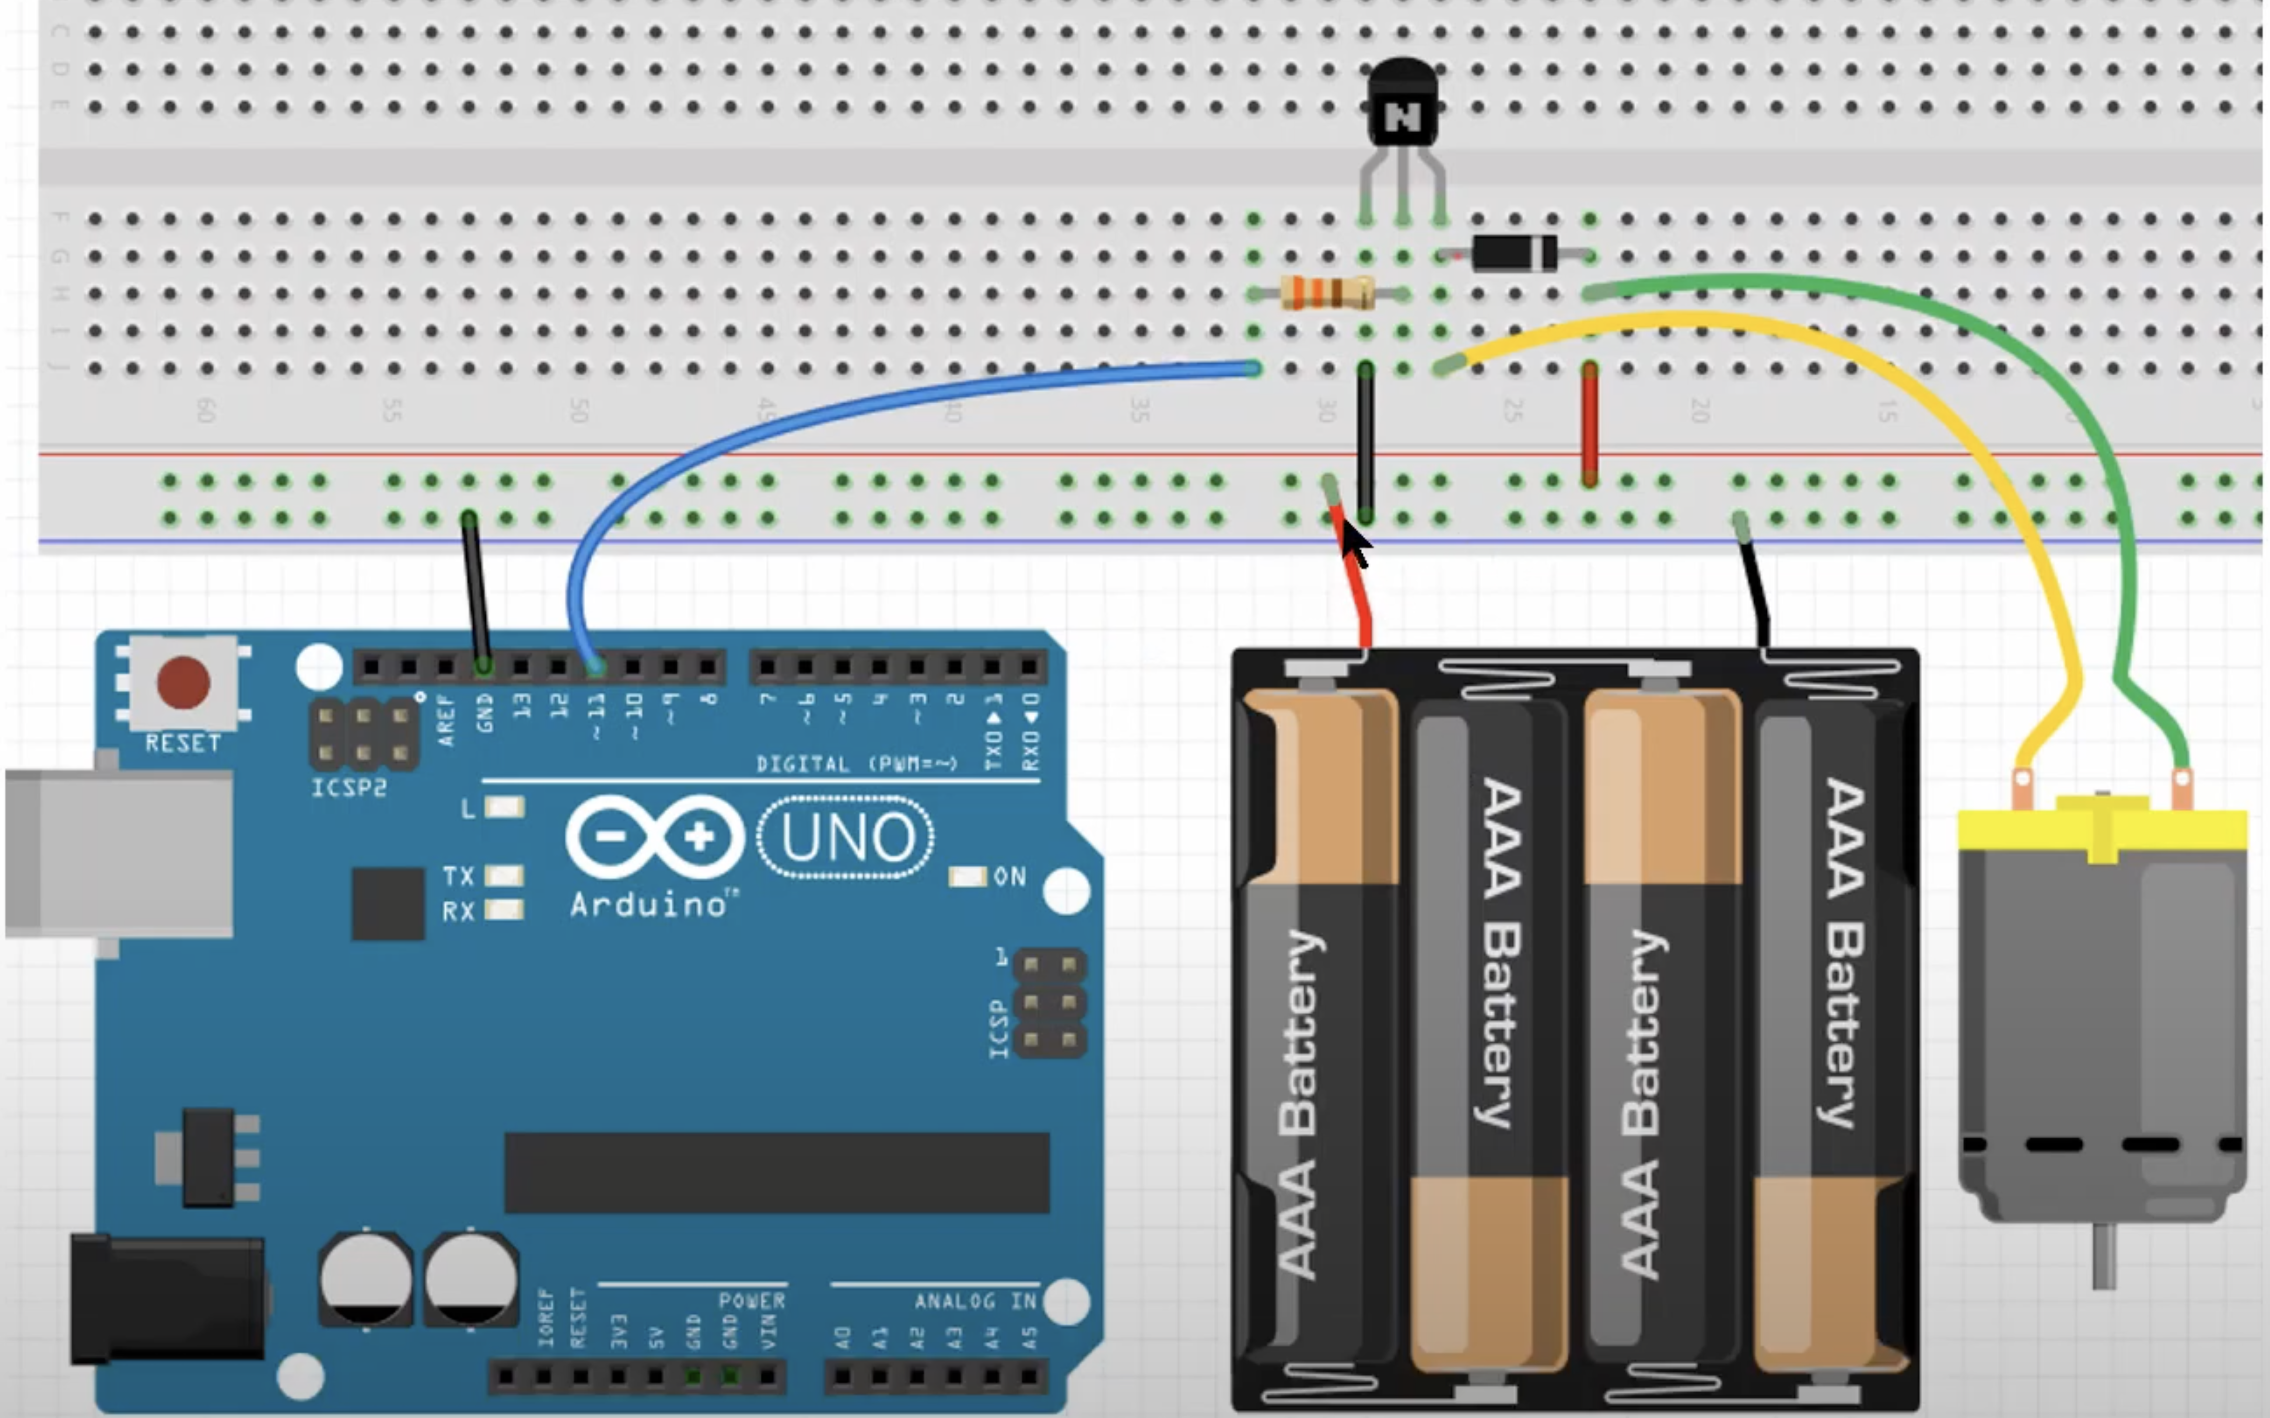 C
D
E
N
F
G
H
I
J
60 55 50 45 40 35 30 25 20 15
RESET
ICSP2
AREF GND 13 12 ~11 ~10 ~9 8 7 ~6 ~5 4 ~3 2 TX0▶1 RX0◀0
DIGITAL (PWM=~)
L
TX
RX
UNO
Arduino™
ON
1
ICSP
AAA Battery
AAA Battery
AAA Battery
AAA Battery
POWER
ANALOG IN
IOREF RESET 3V3 5V GND GND VIN A0 A1 A2 A3 A4 A5